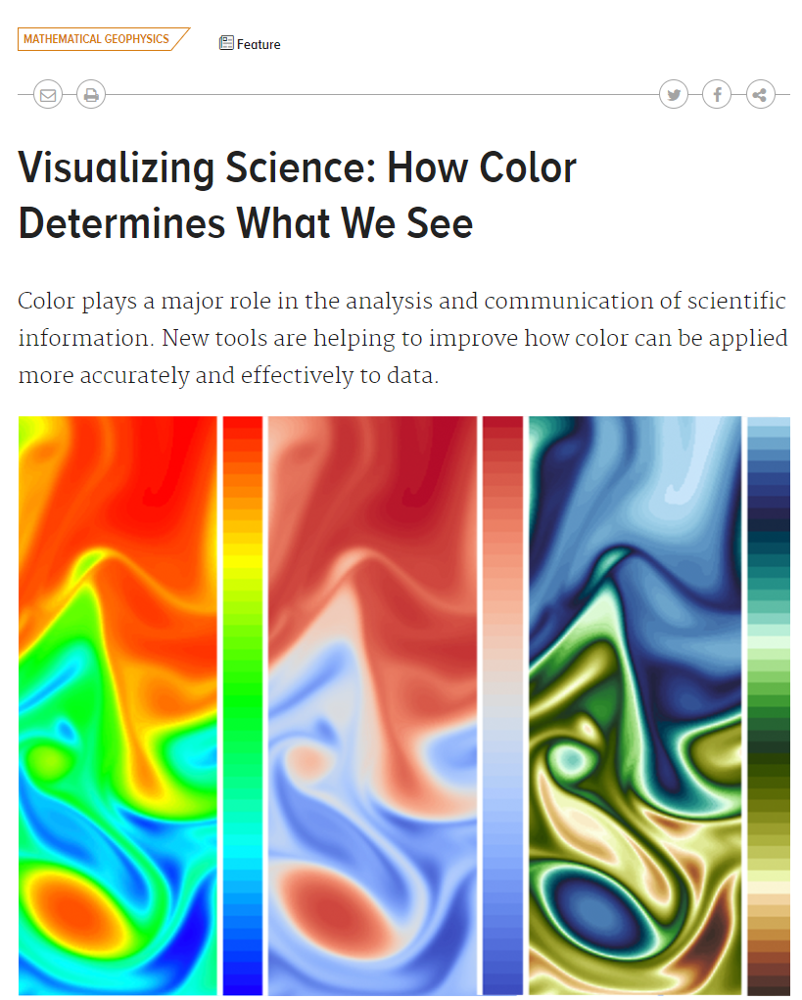 MATHEMATICAL GEOPHYSICS
Feature
Visualizing Science: How Color
Determines What We See
Color plays a major role in the analysis and communication of scientific
information. New tools are helping to improve how color can be applied
more accurately and effectively to data.